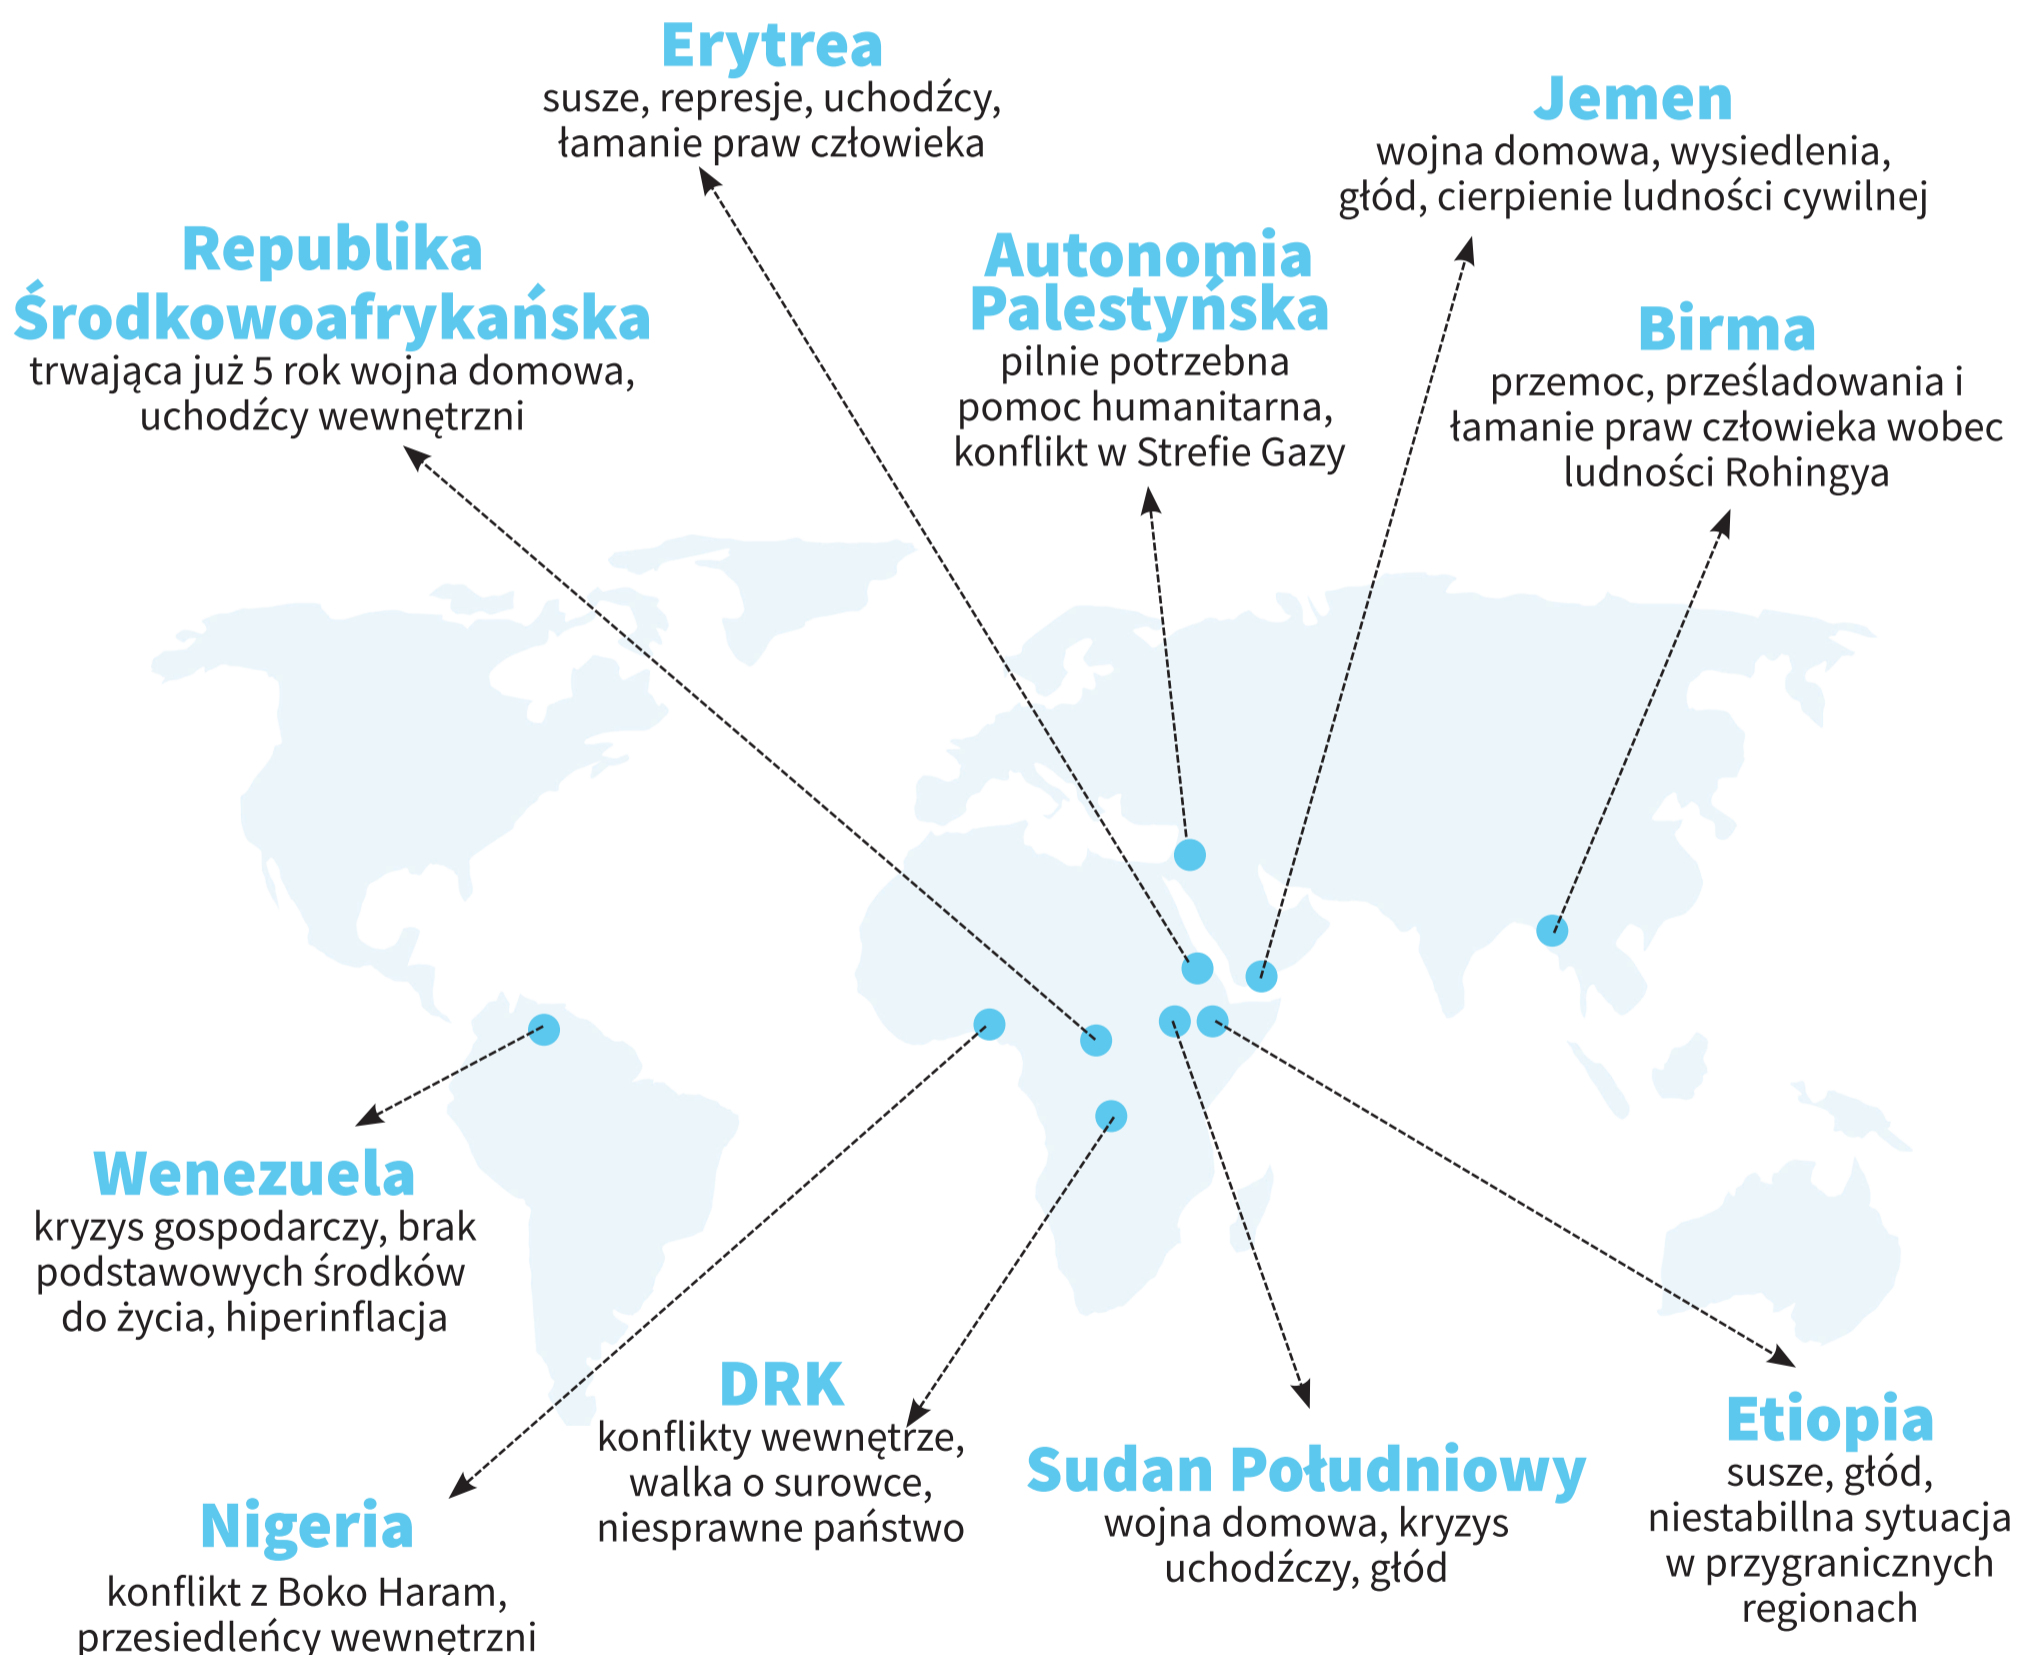 Erytrea
susze, represje, uchodźcy,
łamanie praw człowieka
Jemen
wojna domowa, wysiedlenia,
głód, cierpienie ludności cywilnej
Republika
Środkowoafrykańska
trwająca już 5 rok wojna domowa,
uchodźcy wewnętrzni
Autonomia
Palestyńska
pilnie potrzebna
pomoc humanitarna,
konflikt w Strefie Gazy
Birma
przemoc, prześladowania i
łamanie praw człowieka wobec
ludności Rohingya
Wenezuela
kryzys gospodarczy, brak
podstawowych środków
do życia, hiperinflacja
Nigeria
konflikt z Boko Haram,
przesiedleńcy wewnętrzni
DRK
konflikty wewnętrze,
walka o surowce,
niesprawne państwo
Sudan Południowy
wojna domowa, kryzys
uchodźczy, głód
Etiopia
susze, głód,
niestabillna sytuacja
w przygranicznych
regionach